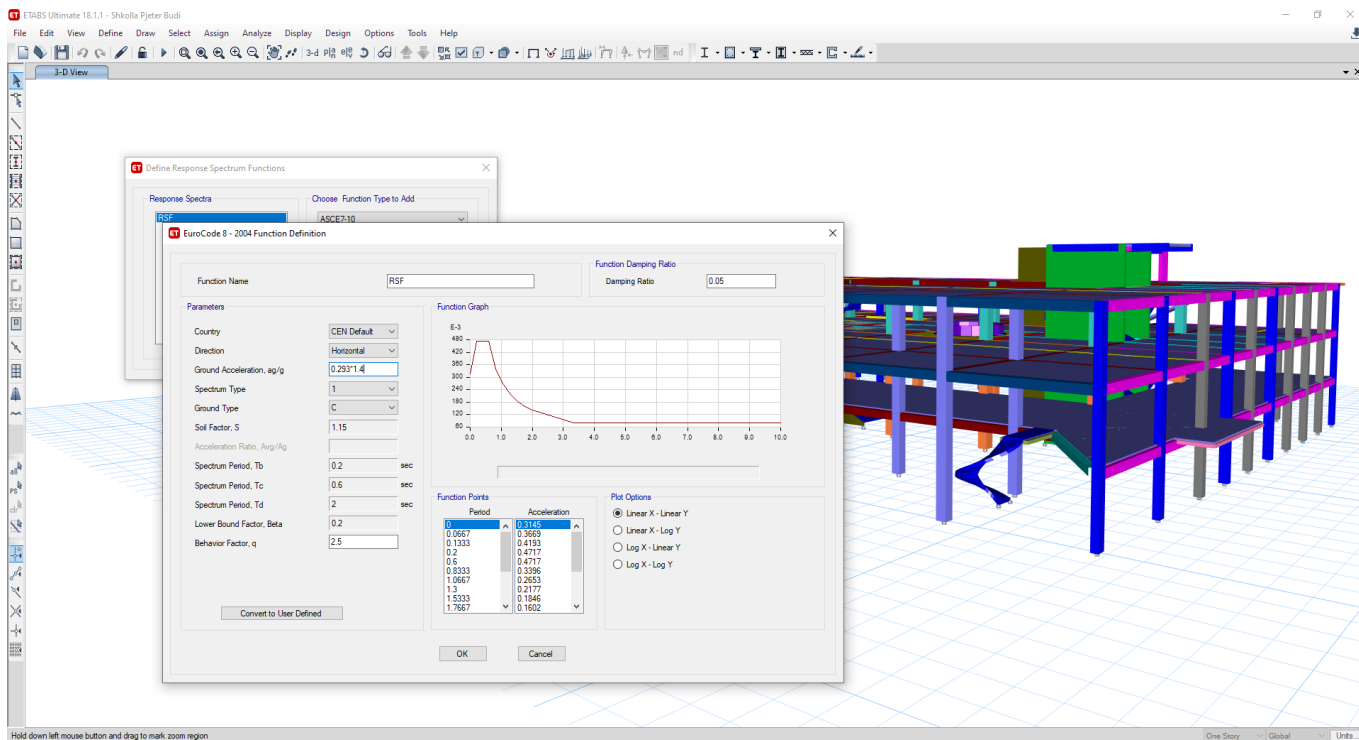 ETABS Ultimate 18.1.1 - Shkolla Pjeter Budi
File Edit View Define Draw Select Assign Analyze Display Design Options Tools Help
3-d
nd
3-D View
Define Response Spectrum Functions
Response Spectra
Choose Function Type to Add
RSF
ASCE7-10
EuroCode 8 - 2004 Function Definition
Function Name
RSF
Function Damping Ratio
Damping Ratio
0.05
Parameters
Country
CEN Default
Direction
Horizontal
Ground Acceleration, ag/g
0.293*1.4
Spectrum Type
1
Ground Type
C
Soil Factor, S
1.15
Acceleration Ratio, Avg/Ag
Spectrum Period, Tb
0.2
sec
Spectrum Period, Tc
0.6
sec
Spectrum Period, Td
2
sec
Lower Bound Factor, Beta
0.2
Behavior Factor, q
2.5
Convert to User Defined
Function Graph
E-3
480
420
360
300
240
180
120
60
0.0 1.0 2.0 3.0 4.0 5.0 6.0 7.0 8.0 9.0 10.0
Function Points
Period Acceleration
0 0.3145
0.0667 0.3669
0.1333 0.4193
0.2 0.4717
0.6 0.4717
0.8333 0.3396
1.0667 0.2653
1.3 0.2177
1.5333 0.1846
1.7667 0.1602
Plot Options
Linear X - Linear Y
Linear X - Log Y
Log X - Linear Y
Log X - Log Y
OK
Cancel
Hold down left mouse button and drag to mark zoom region
One Story
Global
Units...